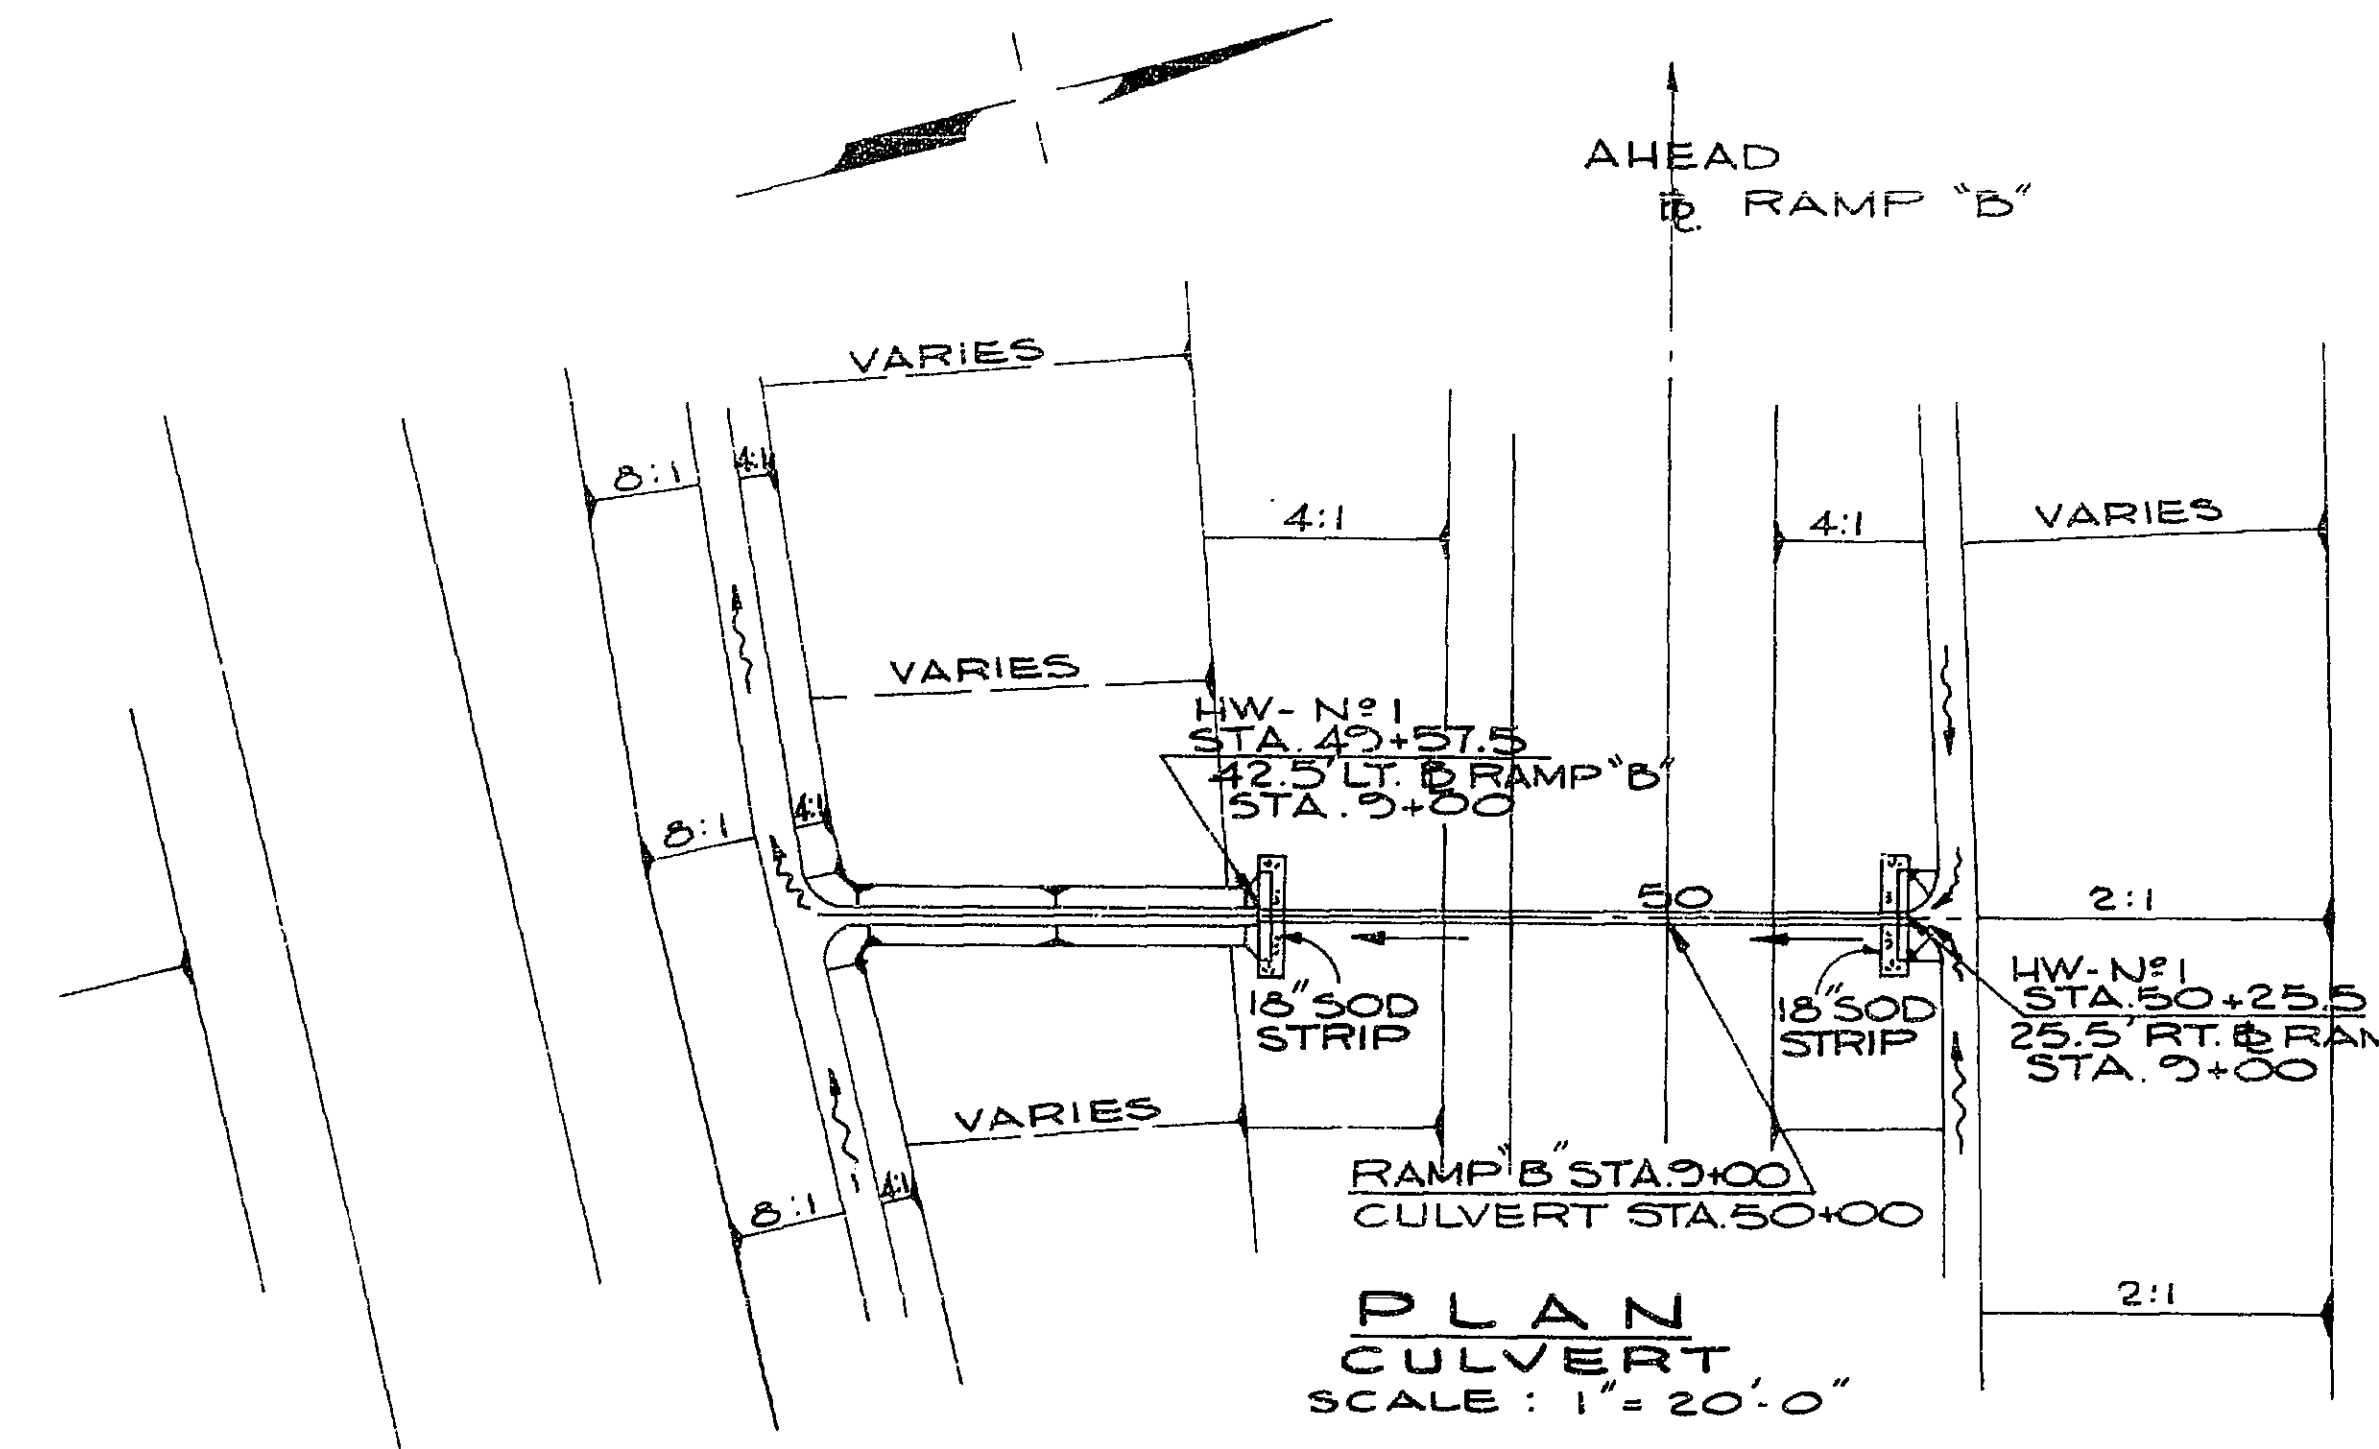 AHEAD
℄ RAMP "B"
VARIES
8:1
4:1
4:1
4:1
VARIES
VARIES
HW- Nº 1
STA. 49+57.5
42.5' LT. ℄ RAMP "B"
STA. 9+00
8:1
4:1
50
2:1
18" SOD
STRIP
18" SOD
STRIP
HW- Nº 1
STA. 50+25.5
25.5' RT. ℄ RAM
STA. 9+00
VARIES
8:1
4:1
RAMP "B" STA. 9+00
CULVERT STA. 50+00
2:1
PLAN
CULVERT
SCALE : 1" = 20'-0"